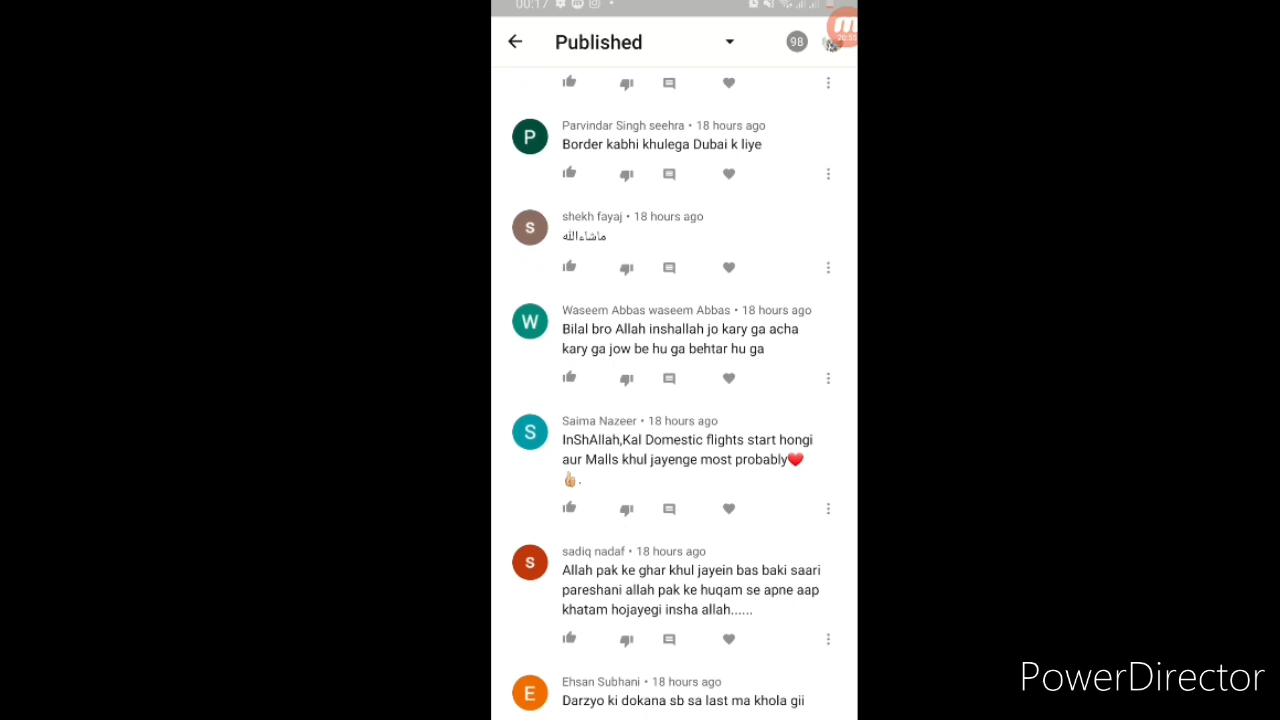 00:17
20:55
Published
98
Parvindar Singh seehra • 18 hours ago
Border kabhi khulega Dubai k liye
shekh fayaj • 18 hours ago
ماشاءالله
Waseem Abbas waseem Abbas • 18 hours ago
Bilal bro Allah inshallah jo kary ga acha
kary ga jow be hu ga behtar hu ga
Saima Nazeer • 18 hours ago
InShAllah,Kal Domestic flights start hongi
aur Malls khul jayenge most probably❤️
👍🏼.
sadiq nadaf • 18 hours ago
Allah pak ke ghar khul jayein bas baki saari
pareshani allah pak ke huqam se apne aap
khatam hojayegi insha allah......
Ehsan Subhani • 18 hours ago
Darzyo ki dokana sb sa last ma khola gii
PowerDirector